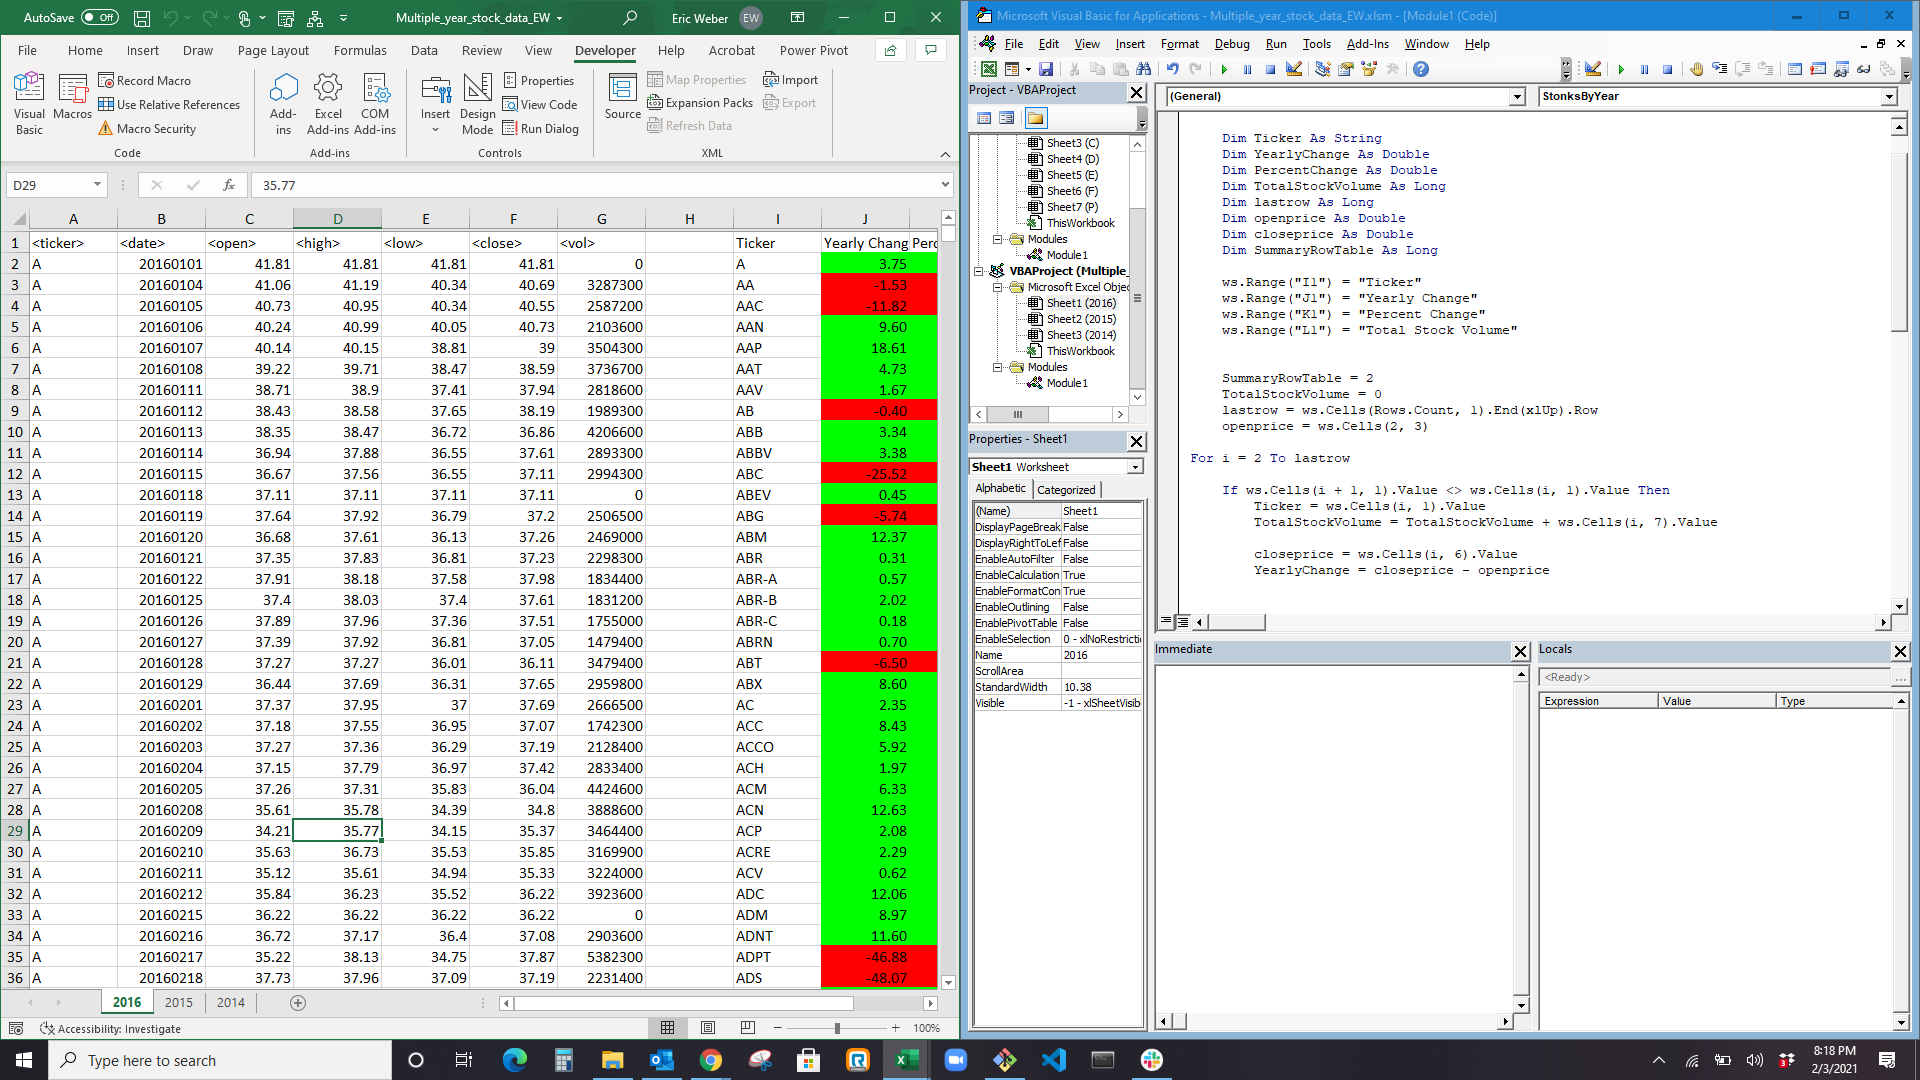 AutoSave Off Multiple_year_stock_data_EW Eric Weber EW
File Home Insert Draw Page Layout Formulas Data Review View Developer Help Acrobat Power Pivot
Visual Basic Macros Record Macro Use Relative References Macro Security Code
Add-ins Excel Add-ins COM Add-ins Add-ins
Insert Design Mode Properties View Code Run Dialog Controls
Source Map Properties Expansion Packs Refresh Data Import Export XML
D29 fx 35.77
A B C D E F G H I J
1 <ticker> <date> <open> <high> <low> <close> <vol> Ticker Yearly Chang Perc
2 A 20160101 41.81 41.81 41.81 41.81 0 A 3.75
3 A 20160104 41.06 41.19 40.34 40.69 3287300 AA -1.53
4 A 20160105 40.73 40.95 40.34 40.55 2587200 AAC -11.82
5 A 20160106 40.24 40.99 40.05 40.73 2103600 AAN 9.60
6 A 20160107 40.14 40.15 38.81 39 3504300 AAP 18.61
7 A 20160108 39.22 39.71 38.47 38.59 3736700 AAT 4.73
8 A 20160111 38.71 38.9 37.41 37.94 2818600 AAV 1.67
9 A 20160112 38.43 38.58 37.65 38.19 1989300 AB -0.40
10 A 20160113 38.35 38.47 36.72 36.86 4206600 ABB 3.34
11 A 20160114 36.94 37.88 36.55 37.61 2893300 ABBV 3.38
12 A 20160115 36.67 37.56 36.55 37.11 2994300 ABC -25.52
13 A 20160118 37.11 37.11 37.11 37.11 0 ABEV 0.45
14 A 20160119 37.64 37.92 36.79 37.2 2506500 ABG -5.74
15 A 20160120 36.68 37.61 36.13 37.26 2469000 ABM 12.37
16 A 20160121 37.35 37.83 36.81 37.23 2298300 ABR 0.31
17 A 20160122 37.91 38.18 37.58 37.98 1834400 ABR-A 0.57
18 A 20160125 37.4 38.03 37.4 37.61 1831200 ABR-B 2.02
19 A 20160126 37.89 37.96 37.36 37.51 1755000 ABR-C 0.18
20 A 20160127 37.39 37.92 36.81 37.05 1479400 ABRN 0.70
21 A 20160128 37.27 37.27 36.01 36.11 3479400 ABT -6.50
22 A 20160129 36.44 37.69 36.31 37.65 2959800 ABX 8.60
23 A 20160201 37.37 37.95 37 37.69 2666500 AC 2.35
24 A 20160202 37.18 37.55 36.95 37.07 1742300 ACC 8.43
25 A 20160203 37.27 37.36 36.29 37.19 2128400 ACCO 5.92
26 A 20160204 37.15 37.79 36.97 37.42 2833400 ACH 1.97
27 A 20160205 37.26 37.31 35.83 36.04 4424600 ACM 6.33
28 A 20160208 35.61 35.78 34.39 34.8 3888600 ACN 12.63
29 A 20160209 34.21 35.77 34.15 35.37 3464400 ACP 2.08
30 A 20160210 35.63 36.73 35.53 35.85 3169900 ACRE 2.29
31 A 20160211 35.12 35.61 34.94 35.33 3224000 ACV 0.62
32 A 20160212 35.84 36.23 35.52 36.22 3923600 ADC 12.06
33 A 20160215 36.22 36.22 36.22 36.22 0 ADM 8.97
34 A 20160216 36.72 37.17 36.4 37.08 2903600 ADNT 11.60
35 A 20160217 35.22 38.13 34.75 37.87 5382300 ADPT -46.88
36 A 20160218 37.73 37.96 37.09 37.19 2231400 ADS -48.07
2016 2015 2014
Accessibility: Investigate 100%
Microsoft Visual Basic for Applications - Multiple_year_stock_data_EW.xlsm - [Module1 (Code)]
File Edit View Insert Format Debug Run Tools Add-Ins Window Help
Project - VBAProject
Sheet3 (C)
Sheet4 (D)
Sheet5 (E)
Sheet6 (F)
Sheet7 (P)
ThisWorkbook
Modules
Module1
VBAProject (Multiple_
Microsoft Excel Objec
Sheet1 (2016)
Sheet2 (2015)
Sheet3 (2014)
ThisWorkbook
Modules
Module1
Properties - Sheet1
Sheet1 Worksheet
Alphabetic Categorized
(Name) Sheet1
DisplayPageBreak False
DisplayRightToLef False
EnableAutoFilter False
EnableCalculation True
EnableFormatCon True
EnableOutlining False
EnablePivotTable False
EnableSelection 0 - xlNoRestricti
Name 2016
ScrollArea
StandardWidth 10.38
Visible -1 - xlSheetVisibl
(General) StonksByYear
Dim Ticker As String
Dim YearlyChange As Double
Dim PercentChange As Double
Dim TotalStockVolume As Long
Dim lastrow As Long
Dim openprice As Double
Dim closeprice As Double
Dim SummaryRowTable As Long
ws.Range("I1") = "Ticker"
ws.Range("J1") = "Yearly Change"
ws.Range("K1") = "Percent Change"
ws.Range("L1") = "Total Stock Volume"
SummaryRowTable = 2
TotalStockVolume = 0
lastrow = ws.Cells(Rows.Count, 1).End(xlUp).Row
openprice = ws.Cells(2, 3)
For i = 2 To lastrow
If ws.Cells(i + 1, 1).Value <> ws.Cells(i, 1).Value Then
Ticker = ws.Cells(i, 1).Value
TotalStockVolume = TotalStockVolume + ws.Cells(i, 7).Value
closeprice = ws.Cells(i, 6).Value
YearlyChange = closeprice - openprice
Immediate
Locals
<Ready>
Expression Value Type
Type here to search
8:18 PM
2/3/2021